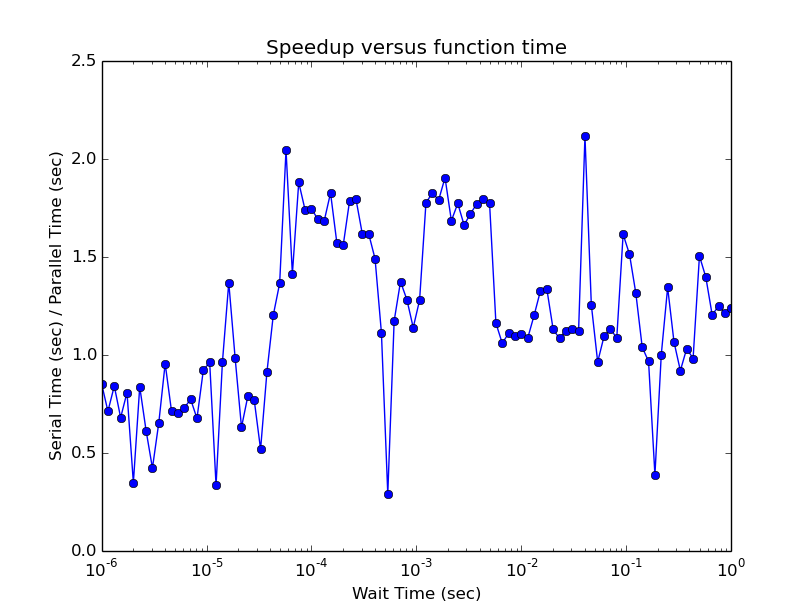 Speedup versus function time
Serial Time (sec) / Parallel Time (sec)
2.5
2.0
1.5
1.0
0.5
0.0
10^-6 10^-5 10^-4 10^-3 10^-2 10^-1 10^0
Wait Time (sec)